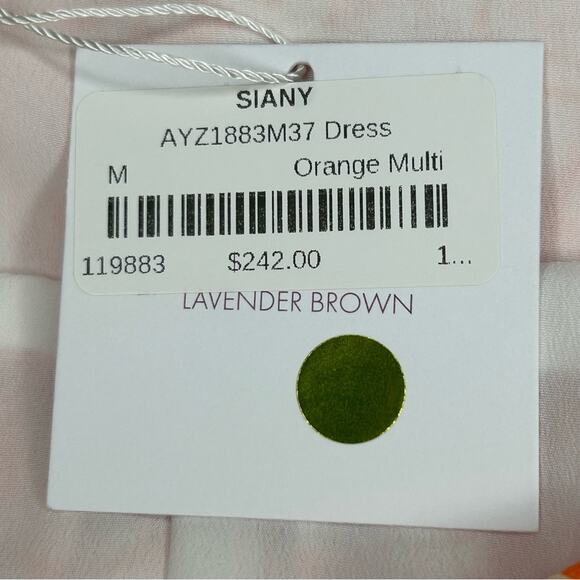 SIANY
AYZ1883M37 Dress
M Orange Multi
119883 $242.00 1...
LAVENDER BROWN